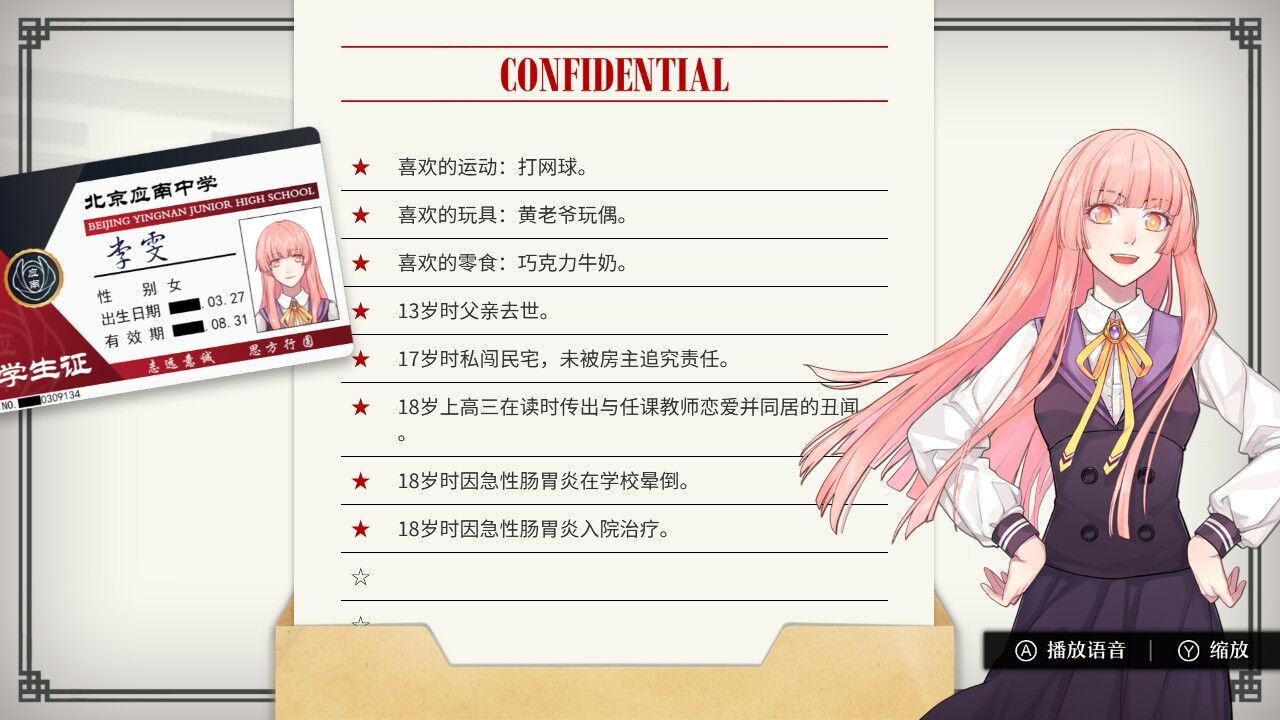 CONFIDENTIAL
北京应南中学
BEIJING YINGNAN JUNIOR HIGH SCHOOL
李雯
性 别 女
出生日期 .03.27
有效期 .08.31
应南
学生证
志远意诚 思方行圆
NO. 0309134
★ 喜欢的运动：打网球。
★ 喜欢的玩具：黄老爷玩偶。
★ 喜欢的零食：巧克力牛奶。
★ 13岁时父亲去世。
★ 17岁时私闯民宅，未被房主追究责任。
★ 18岁上高三在读时传出与任课教师恋爱并同居的丑闻
。
★ 18岁时因急性肠胃炎在学校晕倒。
★ 18岁时因急性肠胃炎入院治疗。
☆
☆
Ⓐ 播放语音 | Ⓨ 缩放